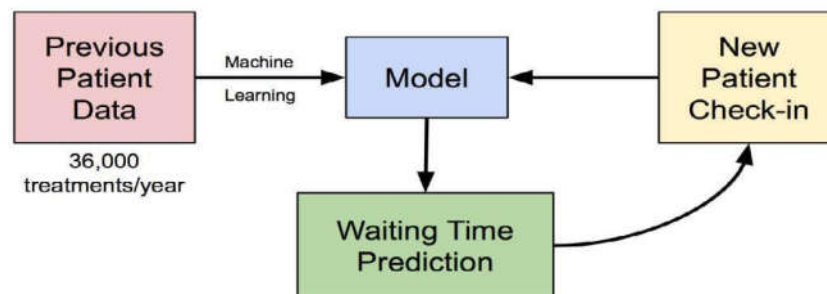 Previous
Patient
Data
36,000
treatments/year
Machine
Learning
Model
New
Patient
Check-in
Waiting Time
Prediction